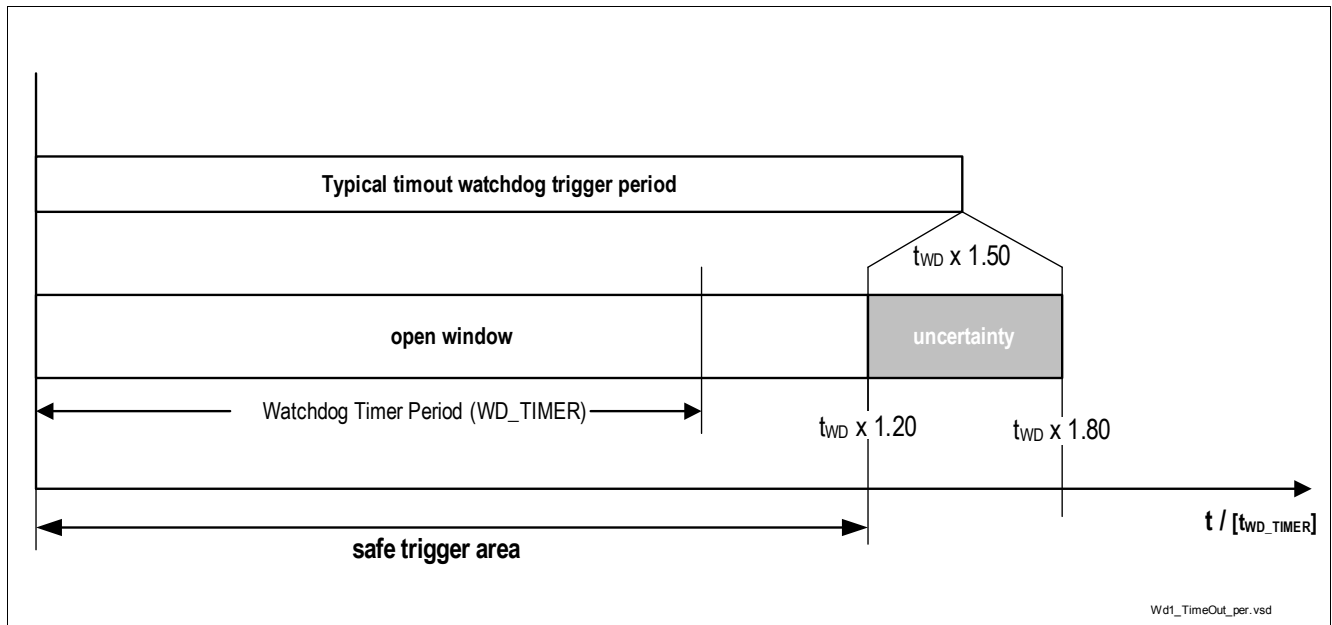 Typical timout watchdog trigger period
tWD x 1.50
open window
uncertainty
Watchdog Timer Period (WD_TIMER)
tWD x 1.20
tWD x 1.80
t / [tWD_TIMER]
safe trigger area
Wd1_TimeOut_per.vsd